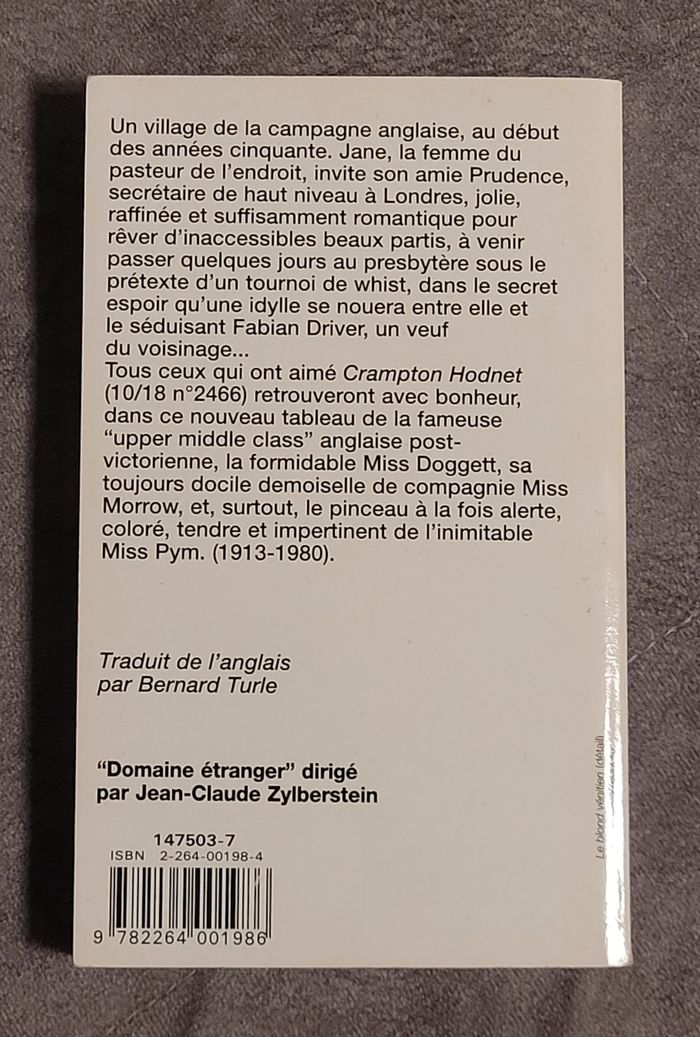 Un village de la campagne anglaise, au début
des années cinquante. Jane, la femme du
pasteur de l'endroit, invite son amie Prudence,
secrétaire de haut niveau à Londres, jolie,
raffinée et suffisamment romantique pour
rêver d'inaccessibles beaux partis, à venir
passer quelques jours au presbytère sous le
prétexte d'un tournoi de whist, dans le secret
espoir qu'une idylle se nouera entre elle et
le séduisant Fabian Driver, un veuf
du voisinage...
Tous ceux qui ont aimé Crampton Hodnet
(10/18 n°2466) retrouveront avec bonheur,
dans ce nouveau tableau de la fameuse
“upper middle class” anglaise post-
victorienne, la formidable Miss Doggett, sa
toujours docile demoiselle de compagnie Miss
Morrow, et, surtout, le pinceau à la fois alerte,
coloré, tendre et impertinent de l'inimitable
Miss Pym. (1913-1980).
Traduit de l'anglais
par Bernard Turle
“Domaine étranger” dirigé
par Jean-Claude Zylberstein
147503-7
ISBN 2-264-00198-4
9 782264 001986
Le blond vénitien (détail)